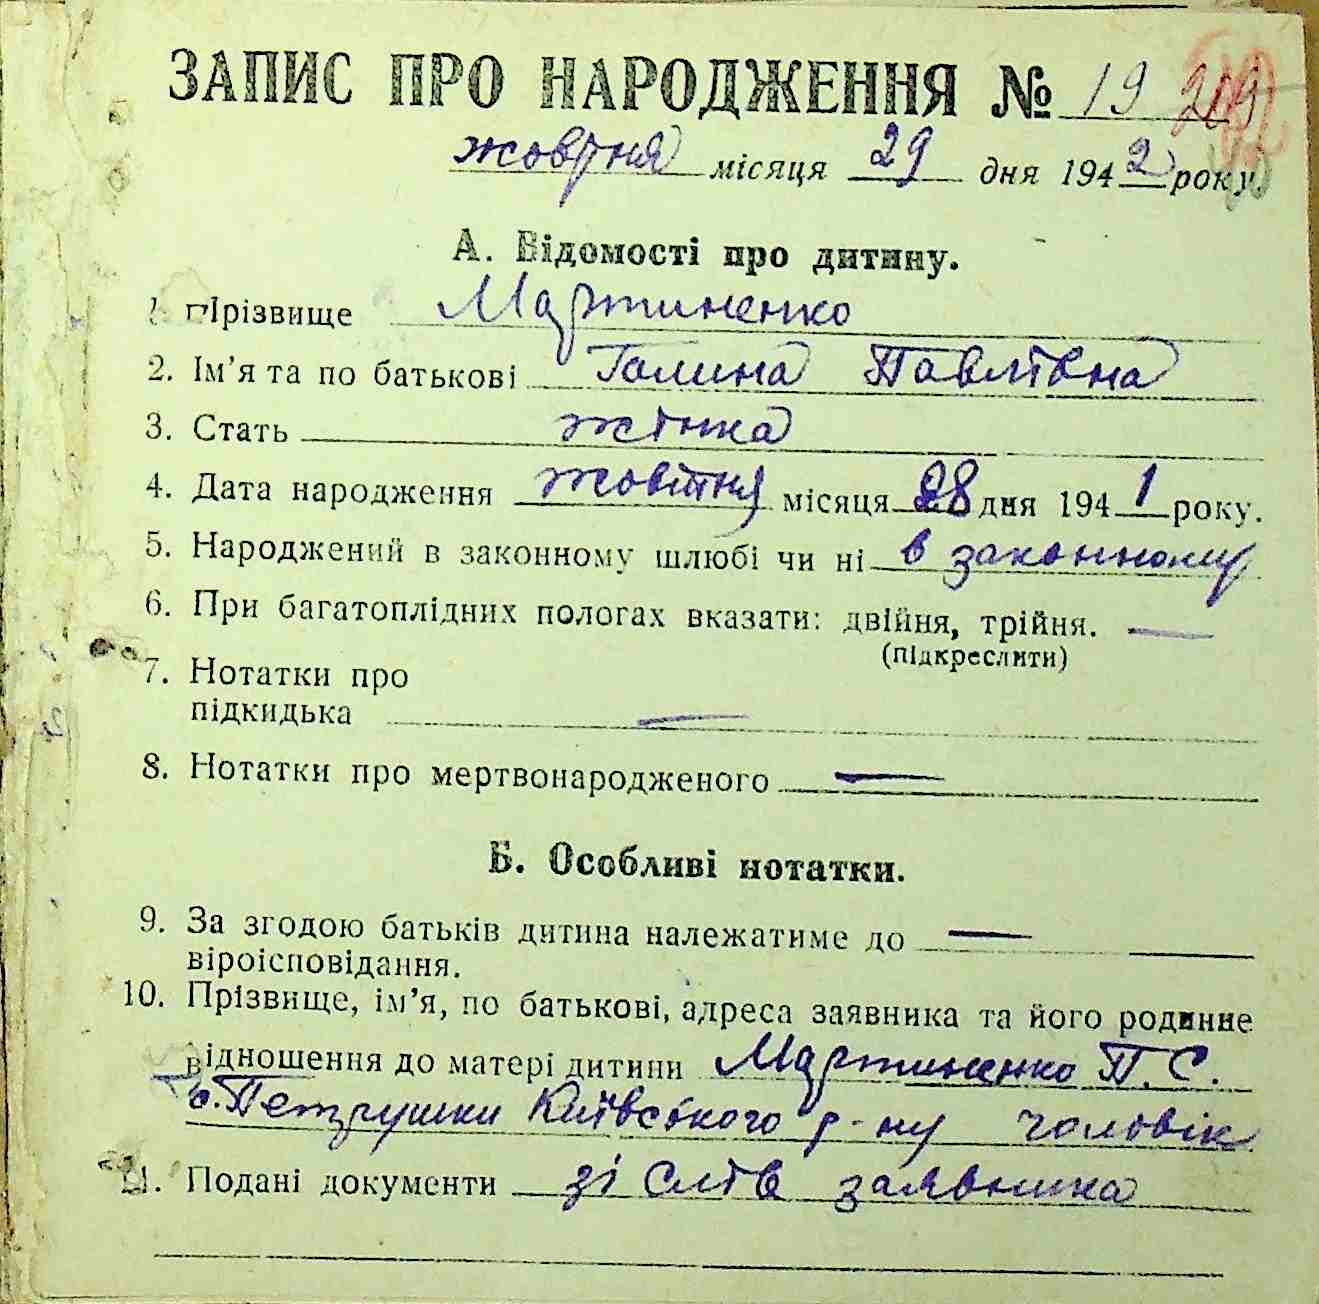 ЗАПИС ПРО НАРОДЖЕННЯ № 19
жовтня місяця 29 дня 1942 року
А. Відомості про дитину.
1. Прізвище Мартиненко
2. Ім'я та по батькові Галина Павлівна
3. Стать жінка
4. Дата народження жовтня місяця 28 дня 1941 року.
5. Народжений в законному шлюбі чи ні в законному
6. При багатоплідних пологах вказати: двійня, трійня. —
(підкреслити)
7. Нотатки про
підкидька —
8. Нотатки про мертвонародженого —
Б. Особливі нотатки.
9. За згодою батьків дитина належатиме до —
віроісповідання.
10. Прізвище, ім'я, по батькові, адреса заявника та його родинне
відношення до матері дитини Мартиненко П. С.
с. Петрушки Київського р-ну чоловік
11. Подані документи зі слів заявника